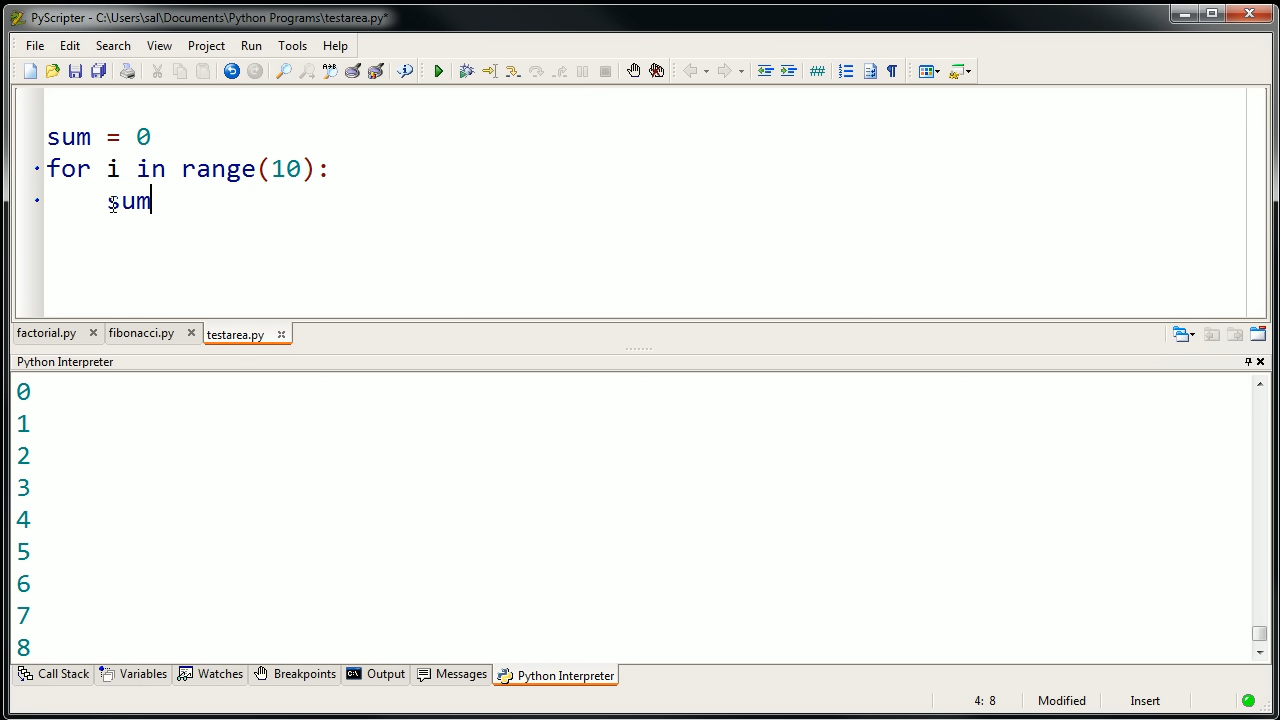 PyScripter - C:\Users\sal\Documents\Python Programs\testarea.py*
File Edit Search View Project Run Tools Help
sum = 0
for i in range(10):
    sum
factorial.py fibonacci.py testarea.py
Python Interpreter
0
1
2
3
4
5
6
7
8
Call Stack Variables Watches Breakpoints Output Messages Python Interpreter
4: 8 Modified Insert